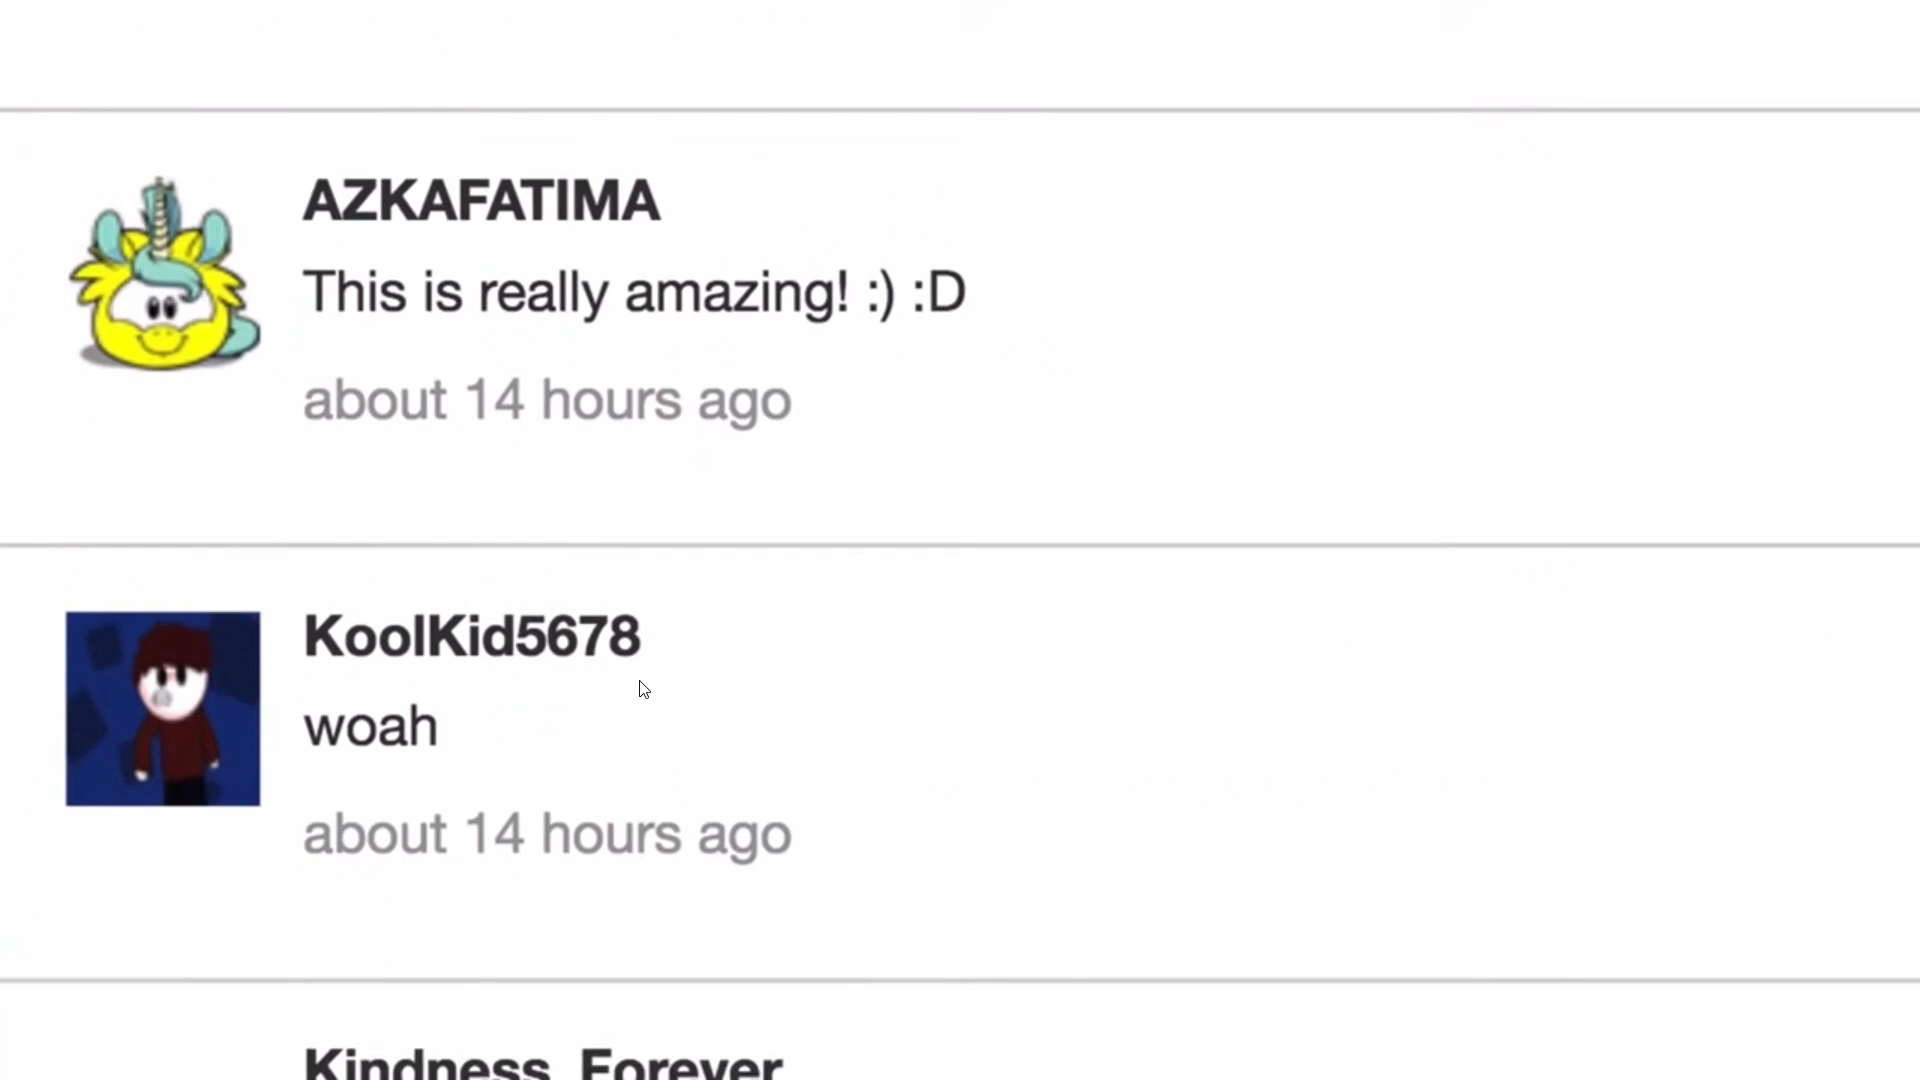 AZKAFATIMA
This is really amazing! :) :D
about 14 hours ago
KoolKid5678
woah
about 14 hours ago
Kindness_Forever